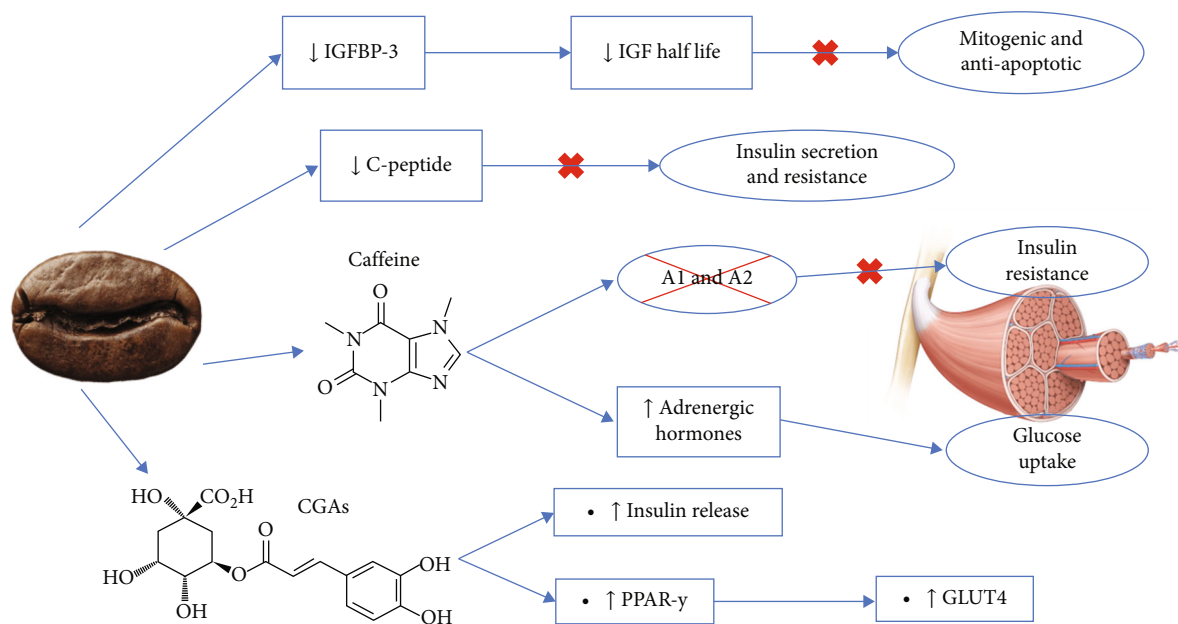 ↓ IGFBP-3
↓ IGF half life
Mitogenic and
anti-apoptotic
↓ C-peptide
Insulin secretion
and resistance
Caffeine
A1 and A2
Insulin
resistance
O
N
N
O
N
N
↑ Adrenergic
hormones
Glucose
uptake
CGAs
HO
CO₂H
O
HO
OH
O
OH
OH
• ↑ Insulin release
• ↑ PPAR-y
• ↑ GLUT4